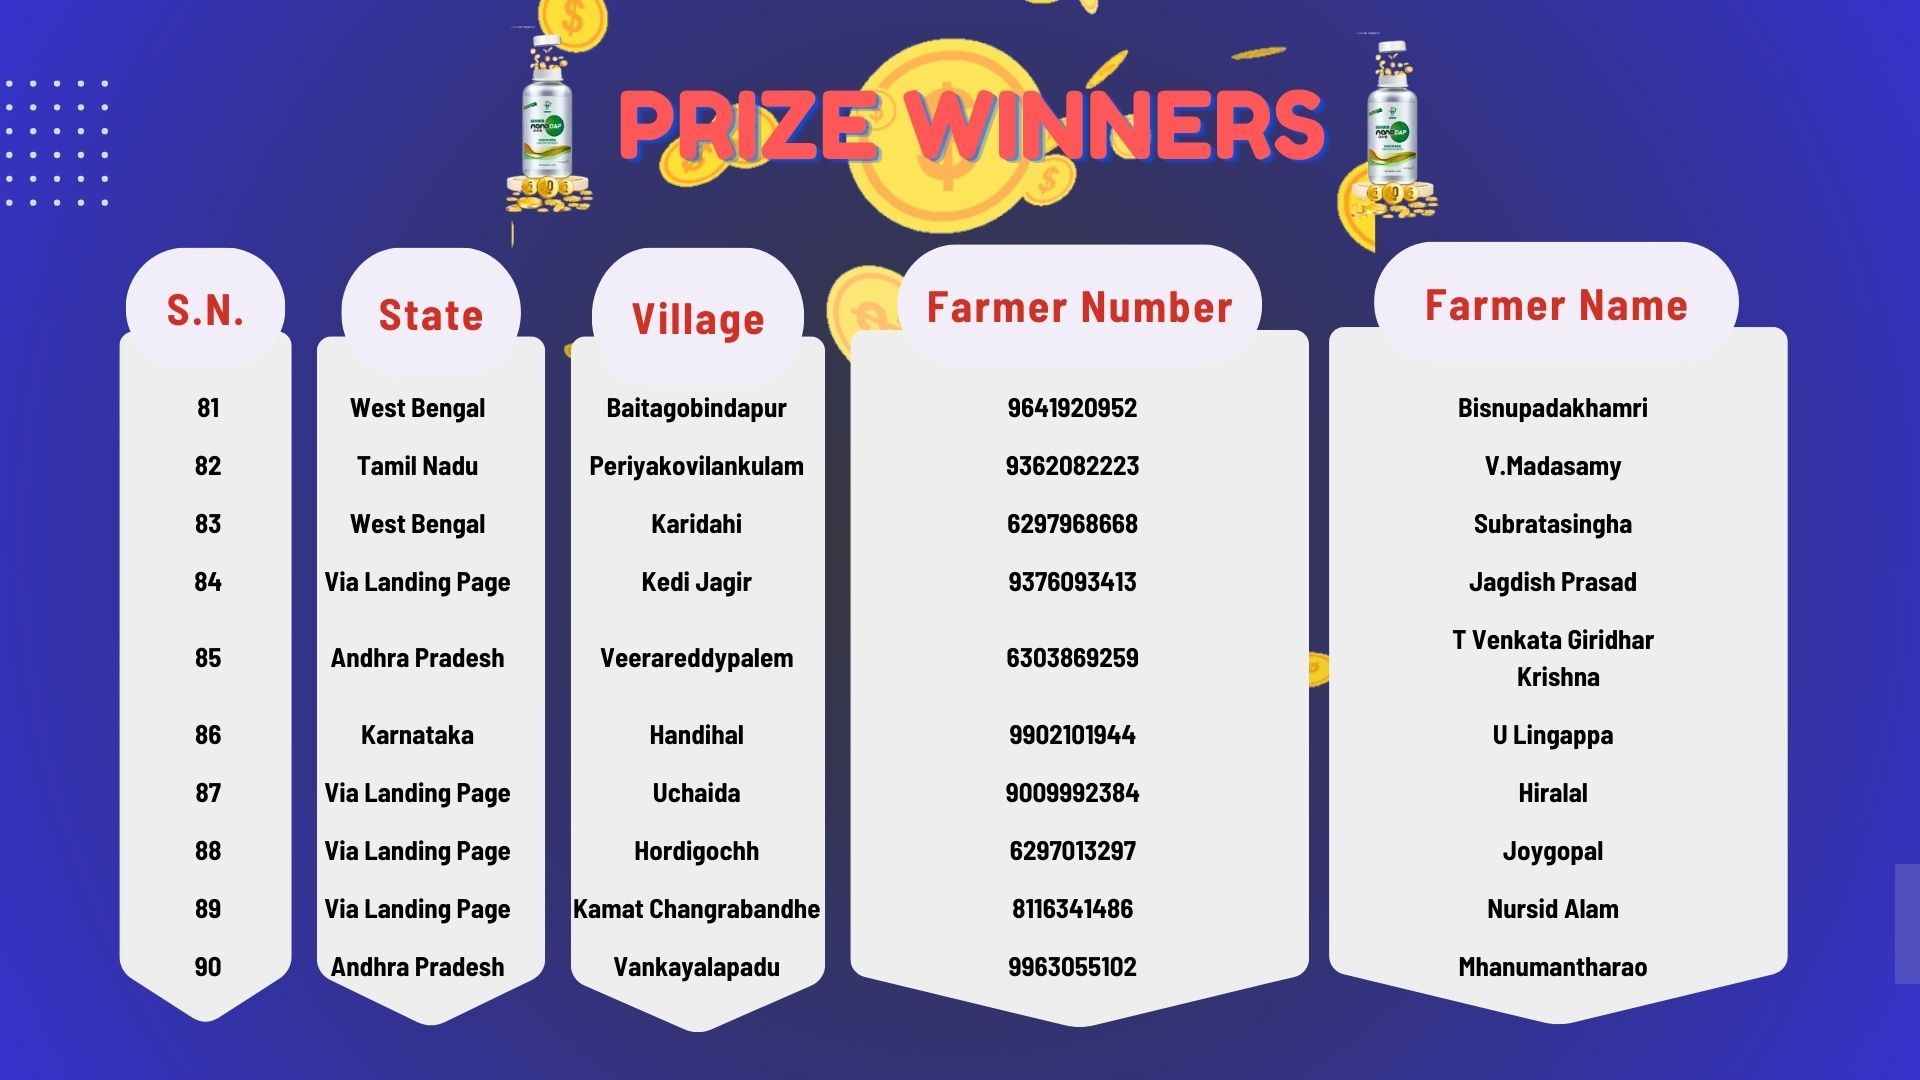 PRIZE WINNERS
S.N. State Village Farmer Number Farmer Name
81 West Bengal Baitagobindapur 9641920952 Bisnupadakhamri
82 Tamil Nadu Periyakovilankulam 9362082223 V.Madasamy
83 West Bengal Karidahi 6297968668 Subratasingha
84 Via Landing Page Kedi Jagir 9376093413 Jagdish Prasad
85 Andhra Pradesh Veerareddypalem 6303869259 T Venkata Giridhar
Krishna
86 Karnataka Handihal 9902101944 U Lingappa
87 Via Landing Page Uchaida 9009992384 Hiralal
88 Via Landing Page Hordigochh 6297013297 Joygopal
89 Via Landing Page Kamat Changrabandhe 8116341486 Nursid Alam
90 Andhra Pradesh Vankayalapadu 9963055102 Mhanumantharao